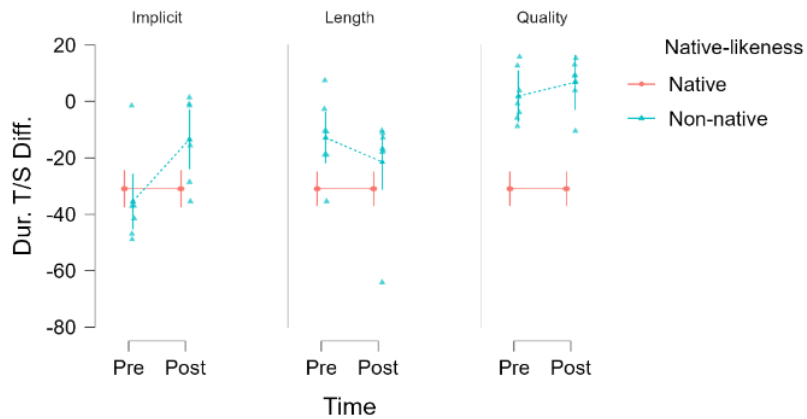 Implicit Length Quality
Native-likeness
Native
Non-native
Dur. T/S Diff.
20
0
-20
-40
-60
-80
Pre Post Pre Post Pre Post
Time